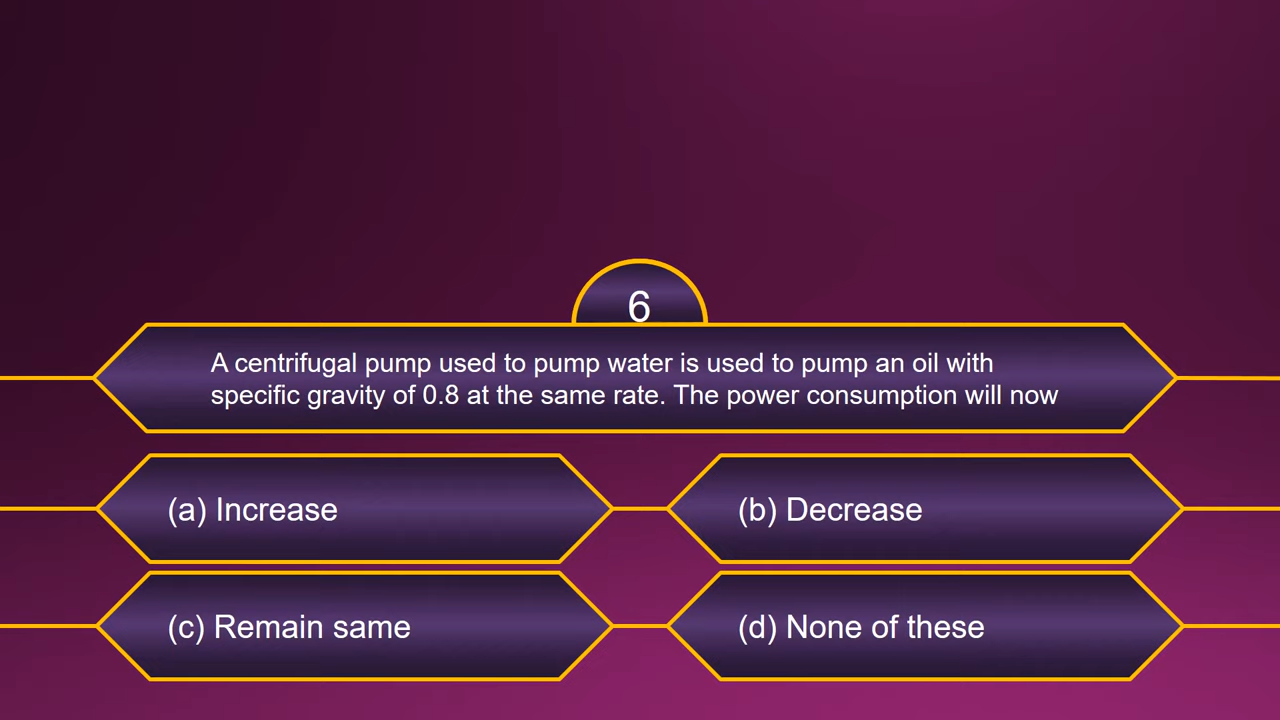 6
A centrifugal pump used to pump water is used to pump an oil with
specific gravity of 0.8 at the same rate. The power consumption will now
(a) Increase
(b) Decrease
(c) Remain same
(d) None of these